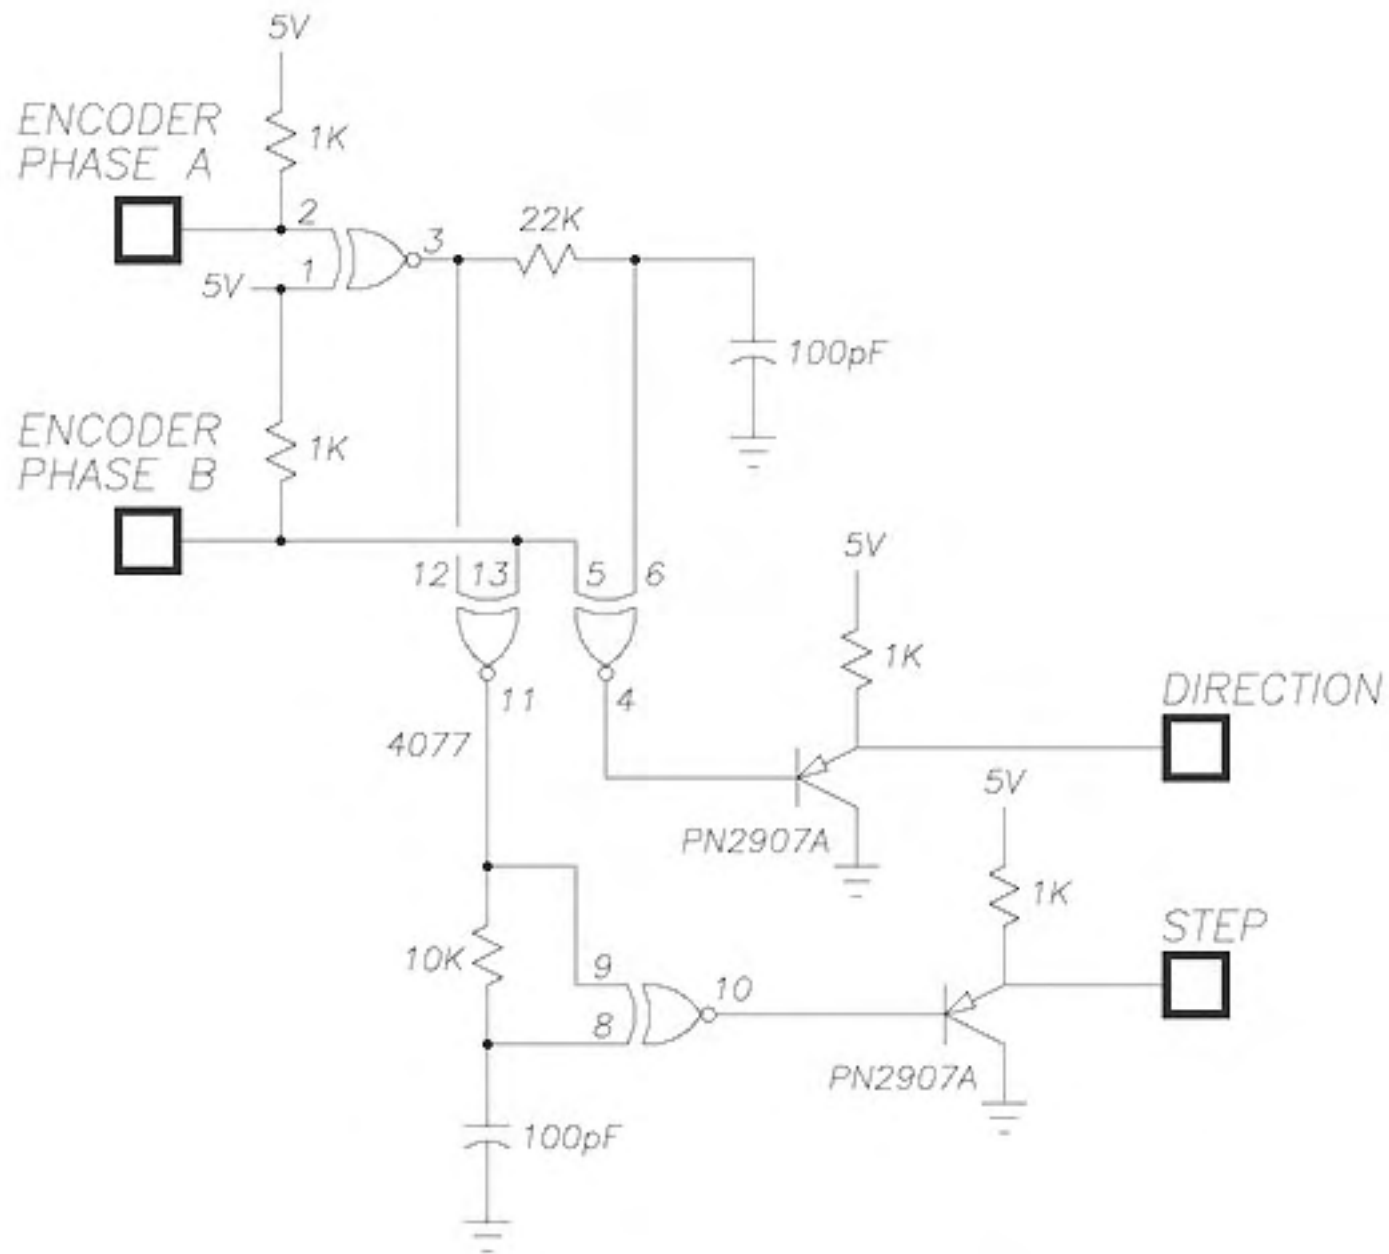 5V
ENCODER
PHASE A
1K
2
3
22K
1
5V
100pF
ENCODER
PHASE B
1K
5V
12 13 5 6
1K
11 4
DIRECTION
4077
5V
PN2907A
1K
STEP
10K
9
10
8
PN2907A
100pF